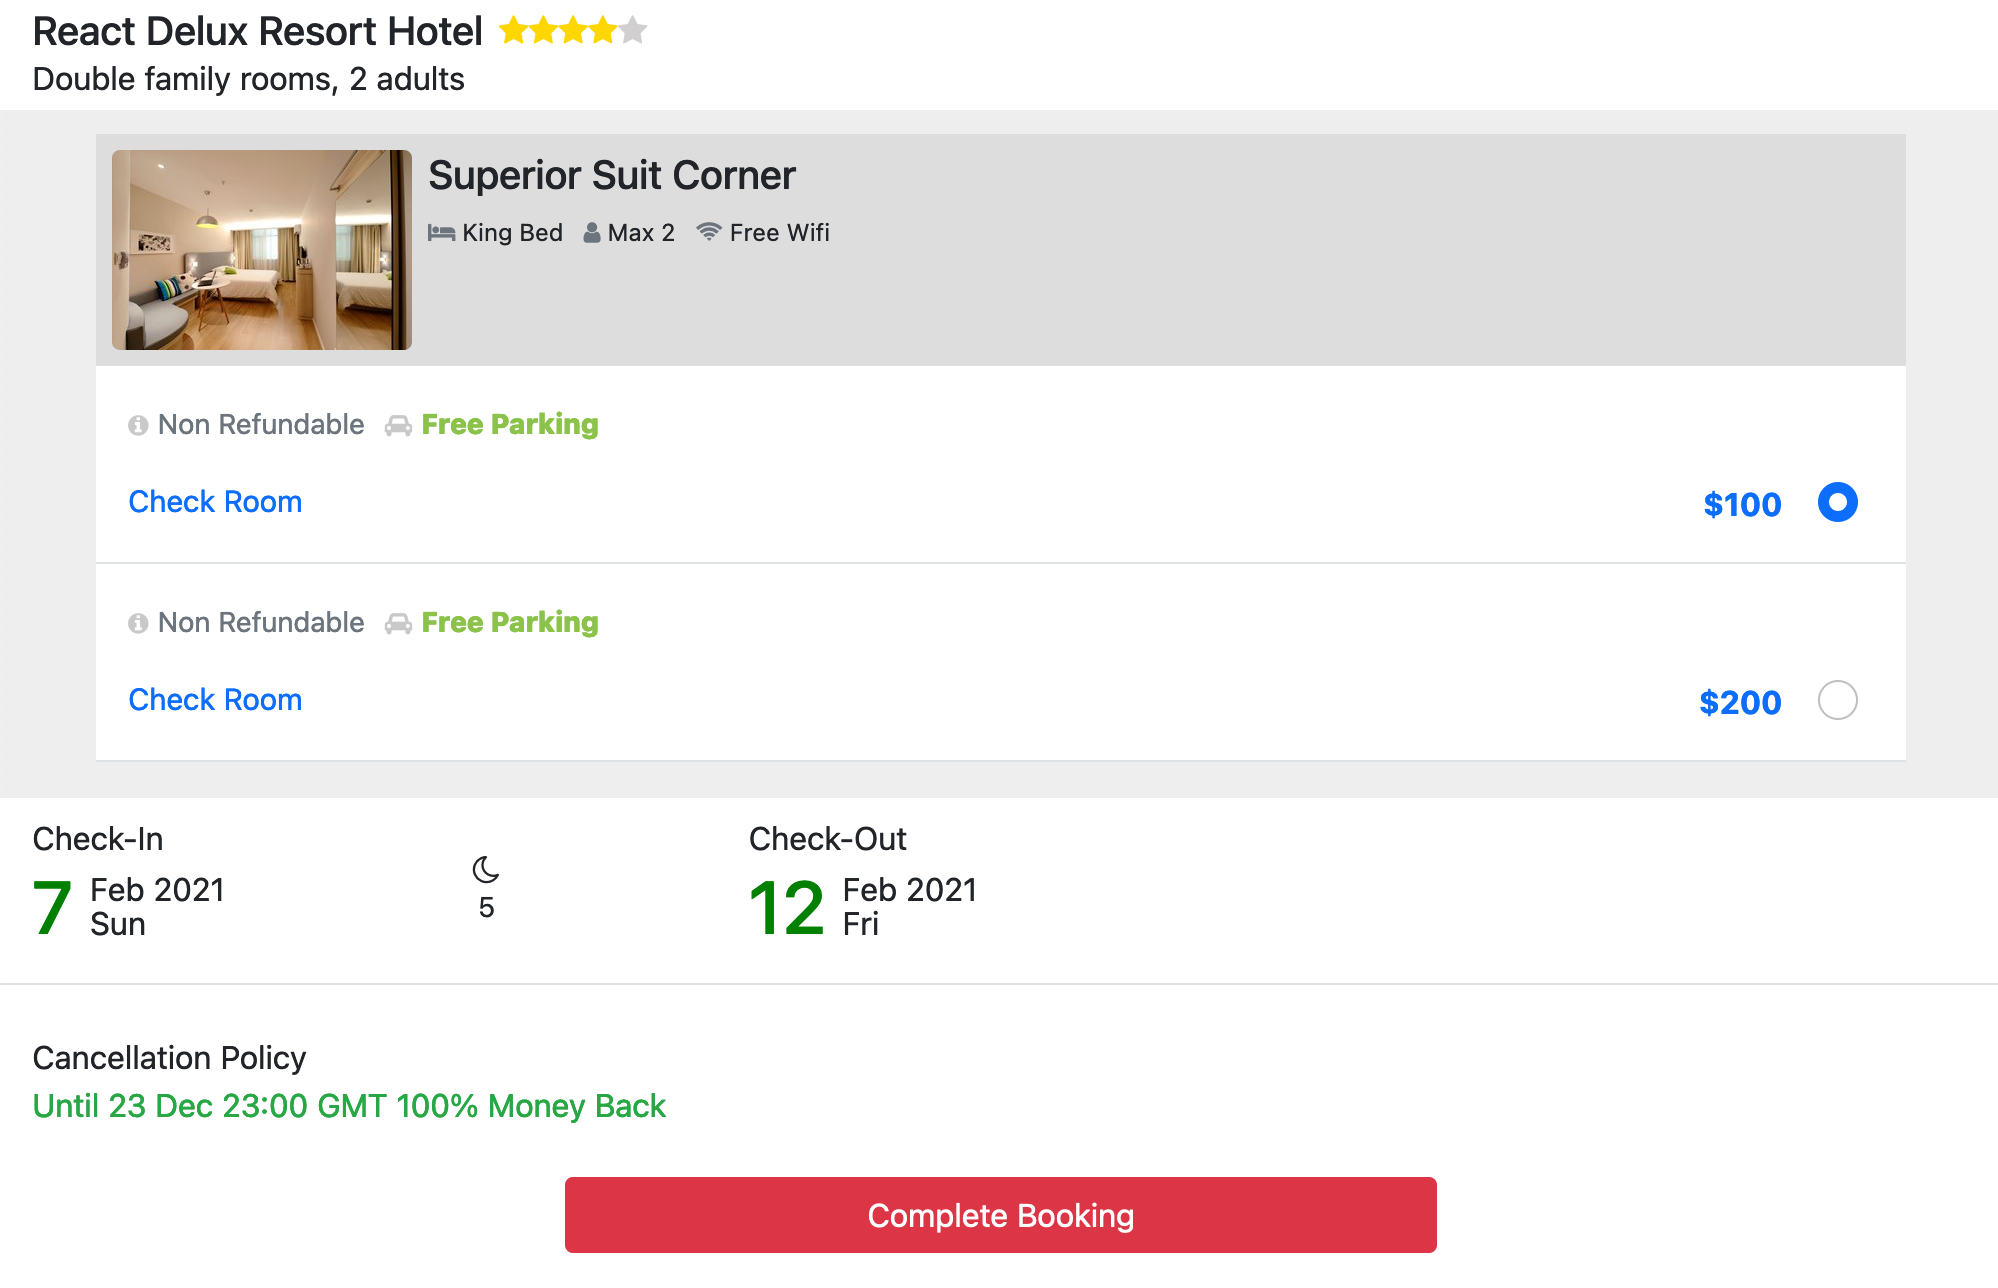 React Delux Resort Hotel
Double family rooms, 2 adults
Superior Suit Corner
King Bed Max 2 Free Wifi
Non Refundable Free Parking
Check Room $100
Non Refundable Free Parking
Check Room $200
Check-In
7 Feb 2021
Sun
5
Check-Out
12 Feb 2021
Fri
Cancellation Policy
Until 23 Dec 23:00 GMT 100% Money Back
Complete Booking